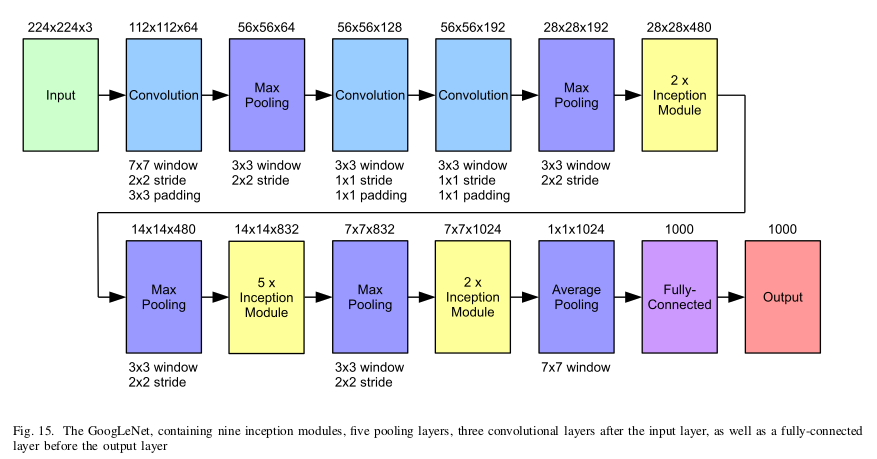 224x224x3 112x112x64 56x56x64 56x56x128 56x56x192 28x28x192 28x28x480
Input
Convolution
Max
Pooling
Convolution
Convolution
Max
Pooling
2 x
Inception
Module
7x7 window
2x2 stride
3x3 padding
3x3 window
2x2 stride
3x3 window
1x1 stride
1x1 padding
3x3 window
1x1 stride
1x1 padding
3x3 window
2x2 stride
14x14x480 14x14x832 7x7x832 7x7x1024 1x1x1024 1000 1000
Max
Pooling
5 x
Inception
Module
Max
Pooling
2 x
Inception
Module
Average
Pooling
Fully-
Connected
Output
3x3 window
2x2 stride
3x3 window
2x2 stride
7x7 window
Fig. 15. The GoogLeNet, containing nine inception modules, five pooling layers, three convolutional layers after the input layer, as well as a fully-connected
layer before the output layer